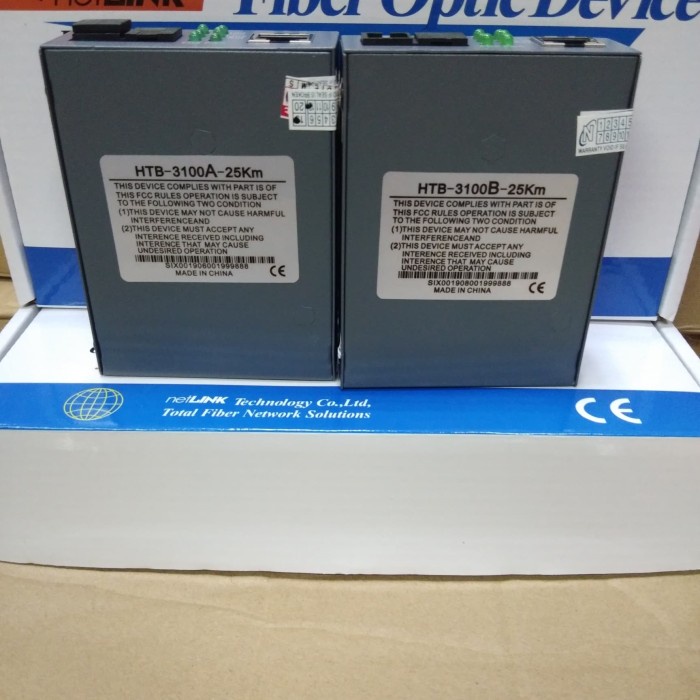 netLINK
Fiber Optic Device
HTB-3100A-25Km
THIS DEVICE COMPLIES WITH PART IS OF
THIS FCC RULES OPERATION IS SUBJECT
TO THE FOLLOWING TWO CONDITION
(1)THIS DEVICE MAY NOT CAUSE HARMFUL
INTERFERENCEAND
(2)THIS DEVICE MUST ACCEPT ANY
INTERENCE RECEIVED INCLUDING
INTERENCE THAT MAY CAUSE
UNDESIRED OPERATION
SIX001908001999888
MADE IN CHINA
CE
HTB-3100B-25Km
THIS DEVICE COMPLIES WITH PART IS OF
THIS FCC RULES OPERATION IS SUBJECT
TO THE FOLLOWING TWO CONDITION
(1)THIS DEVICE MAY NOT CAUSE HARMFUL
INTERFERENCEAND
(2)THIS DEVICE MUST ACCEPT ANY
INTERENCE RECEIVED INCLUDING
INTERENCE THAT MAY CAUSE
UNDESIRED OPERATION
SIX001908001999888
MADE IN CHINA
CE
netLINK Technology Co.,Ltd,
Total Fiber Network Solutions
CE